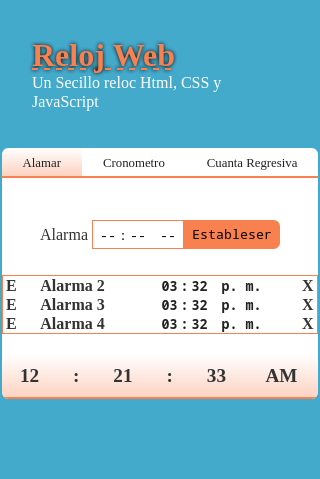 Reloj Web
Un Secillo reloc Html, CSS y
JavaScript
Alamar Cronometro Cuanta Regresiva
Alarma -- : -- -- Estableser
E Alarma 2 03:32 p. m. X
E Alarma 3 03:32 p. m. X
E Alarma 4 03:32 p. m. X
12 : 21 : 33 AM